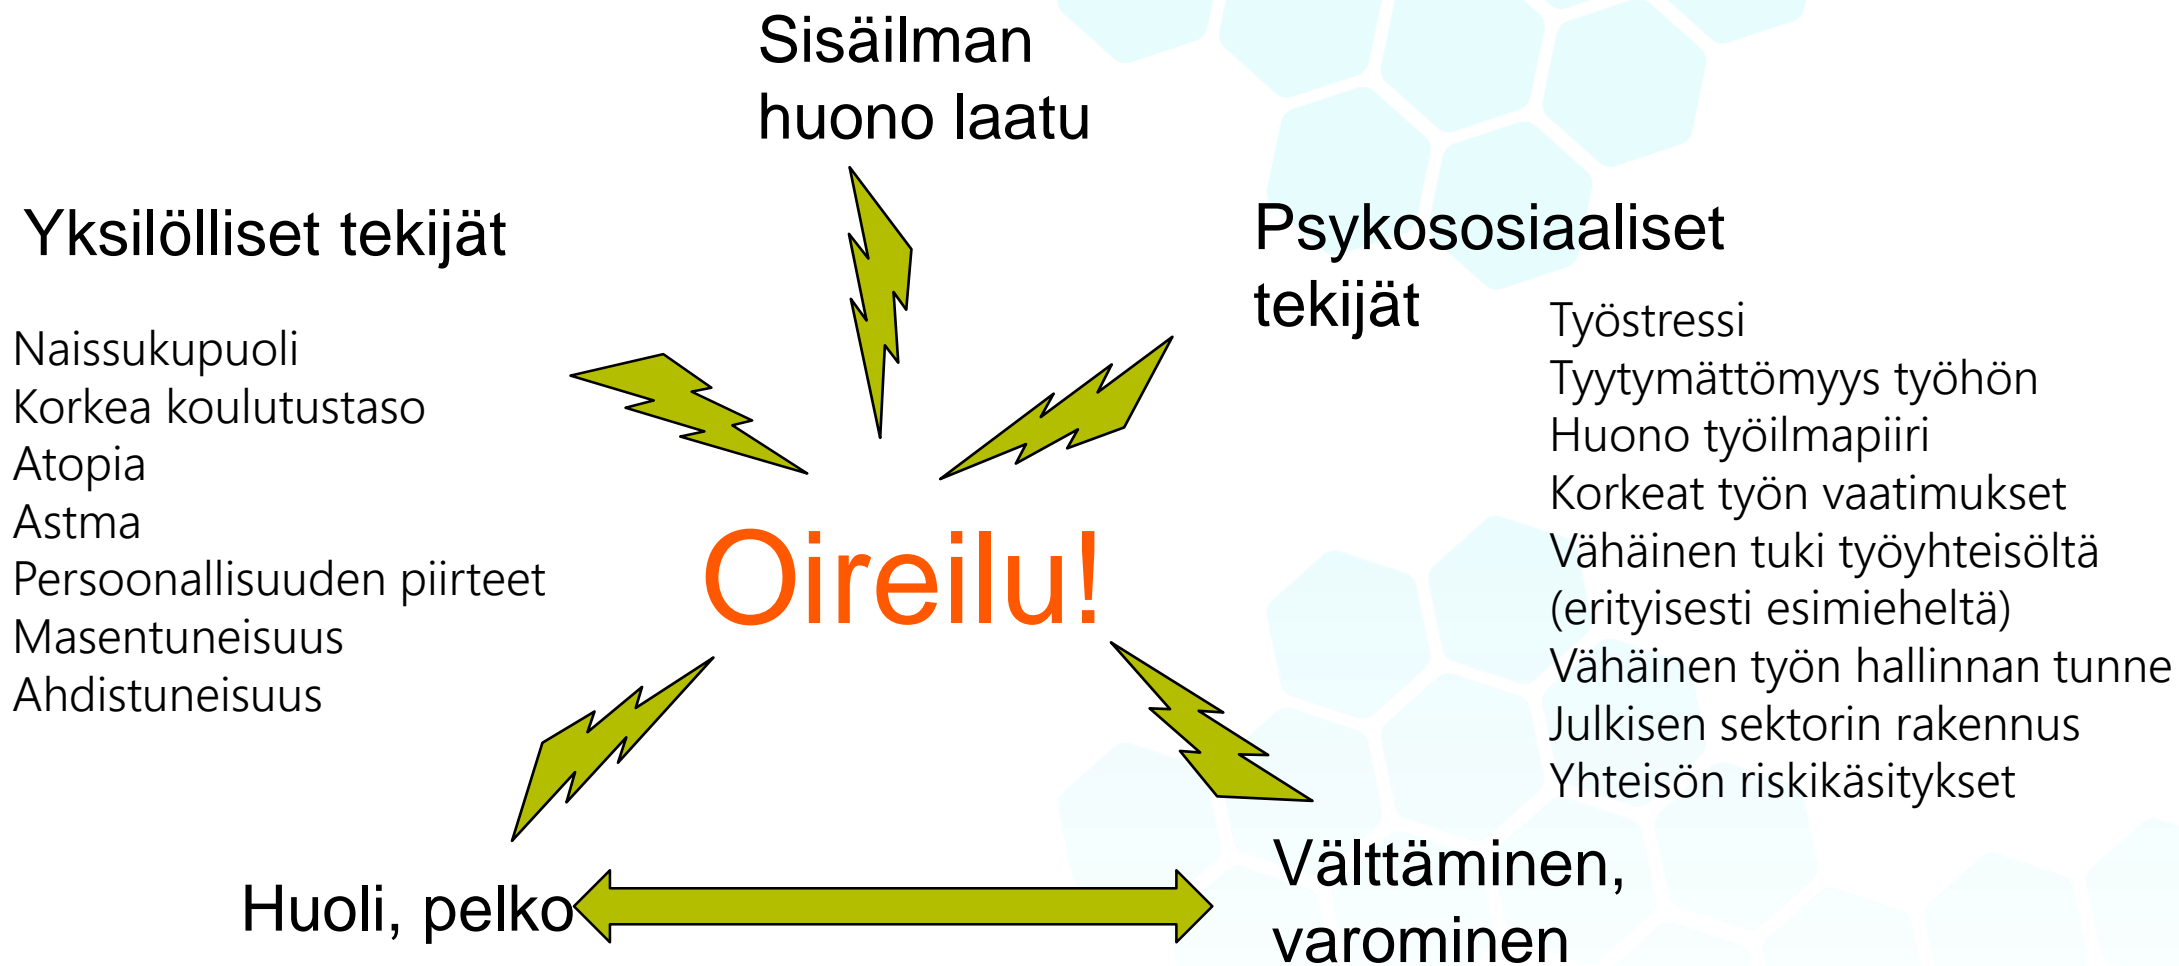 Sisäilman
huono laatu
Yksilölliset tekijät
Naissukupuoli
Korkea koulutustaso
Atopia
Astma
Persoonallisuuden piirteet
Masentuneisuus
Ahdistuneisuus
Psykososiaaliset
tekijät
Työstressi
Tyytymättömyys työhön
Huono työilmapiiri
Korkeat työn vaatimukset
Vähäinen tuki työyhteisöltä
(erityisesti esimieheltä)
Vähäinen työn hallinnan tunne
Julkisen sektorin rakennus
Yhteisön riskikäsitykset
Oireilu!
Huoli, pelko
Välttäminen,
varominen